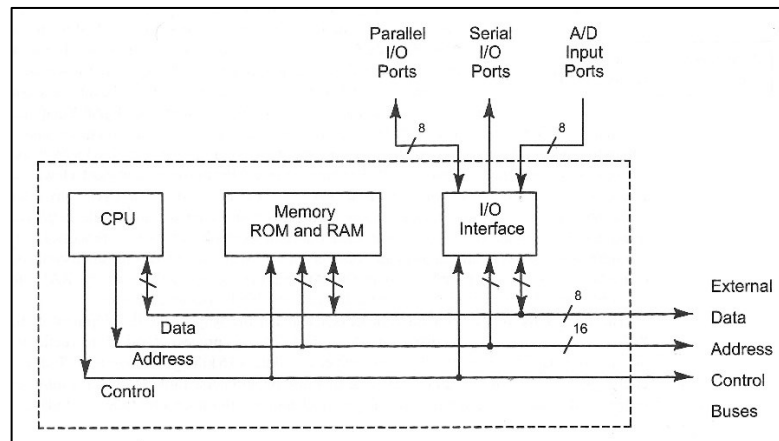 Parallel
I/O
Ports
Serial
I/O
Ports
A/D
Input
Ports
8
8
CPU
Memory
ROM and RAM
I/O
Interface
8
External
Data
Data
16
Address
Address
Control
Control
Buses